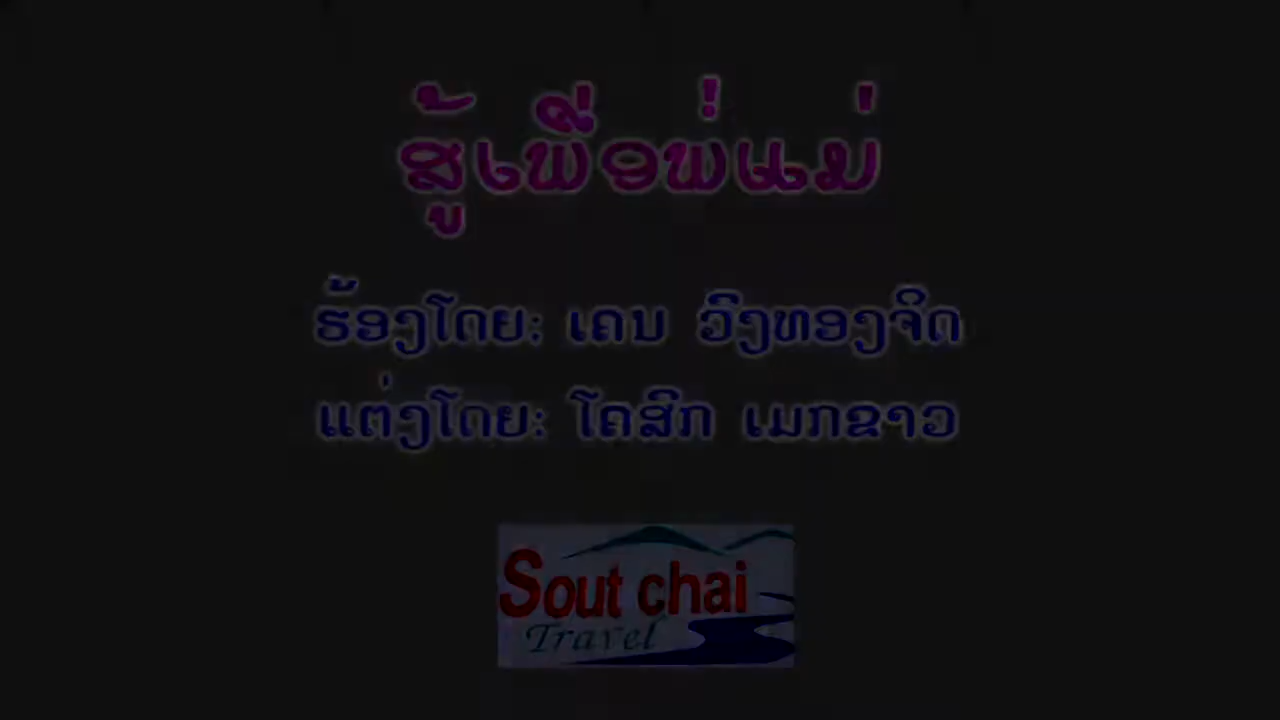 ສູ້ເພື່ອພໍ່ແມ່
ຮ້ອງໂດຍ: ເຄນ ວົງທອງຈິດ
ແຕ່ງໂດຍ: ໂຄສົກ ເມກຂາວ
Sout chai
Travel